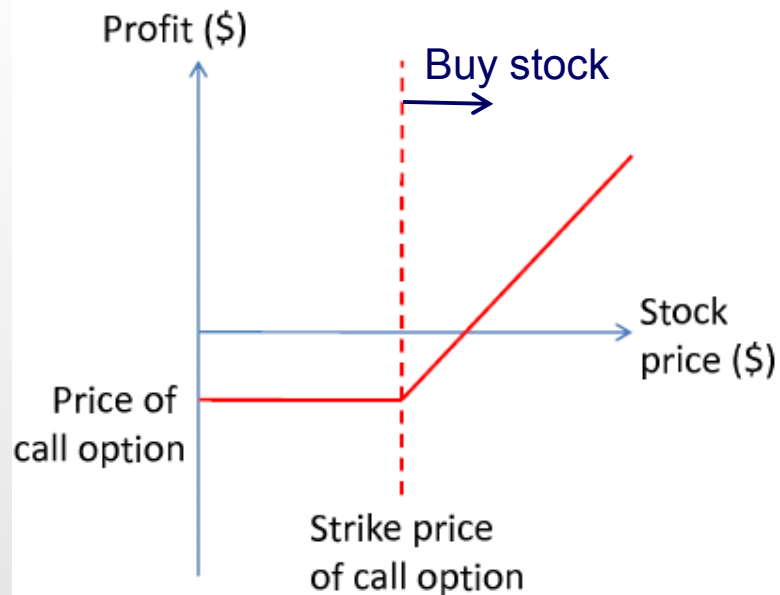 Profit ($)
Buy stock
Stock
price ($)
Price of
call option
Strike price
of call option